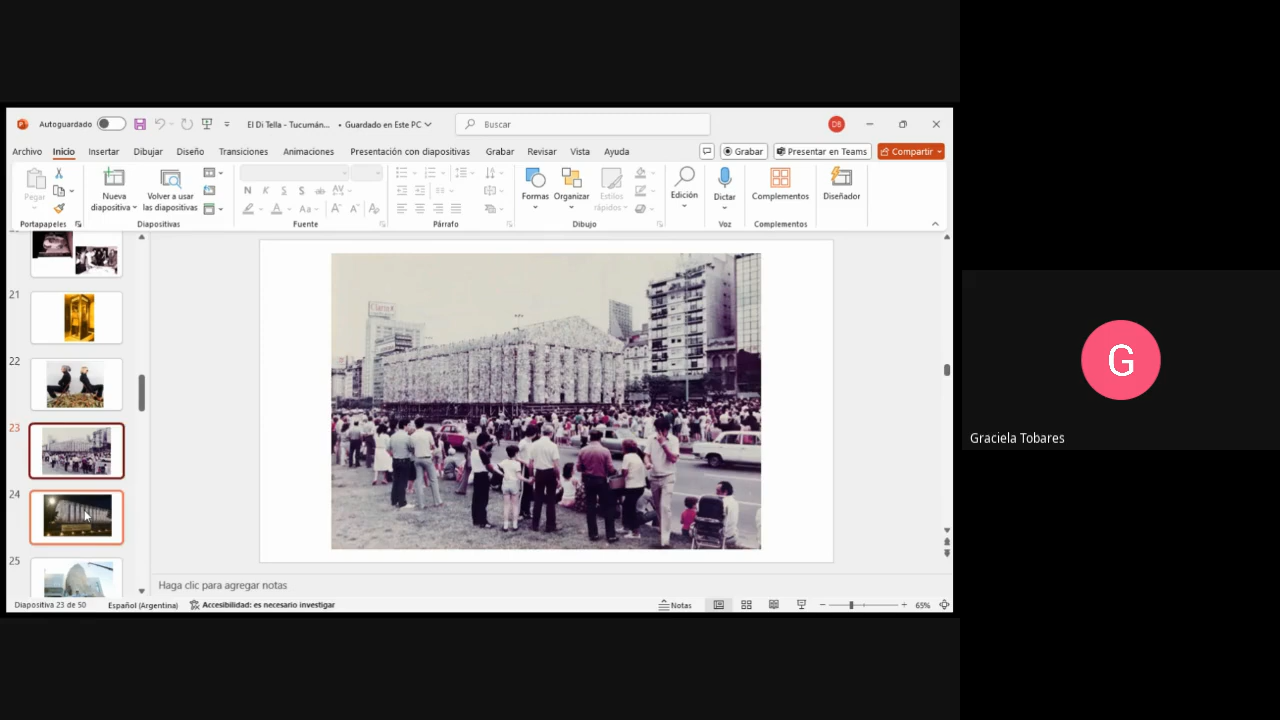 Autoguardado
El Di Tella – Tucumán... • Guardado en Este PC
Buscar
DB
Archivo Inicio Insertar Dibujar Diseño Transiciones Animaciones Presentación con diapositivas Grabar Revisar Vista Ayuda
Grabar Presentar en Teams Compartir
Pegar
Nueva diapositiva
Volver a usar las diapositivas
N K S S ab AV
Aa A A
Formas Organizar Estilos rápidos
Edición
Dictar
Complementos
Diseñador
Portapapeles Diapositivas Fuente Párrafo Dibujo Voz Complementos
21
22
23
24
25
Haga clic para agregar notas
Diapositiva 23 de 50 Español (Argentina) Accesibilidad: es necesario investigar
Notas 65%
G
Graciela Tobares